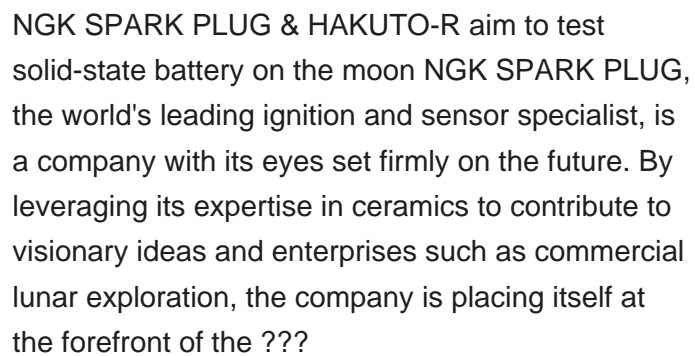 NGK SPARK PLUG & HAKUTO-R aim to test
solid-state battery on the moon NGK SPARK PLUG,
the world's leading ignition and sensor specialist, is
a company with its eyes set firmly on the future. By
leveraging its expertise in ceramics to contribute to
visionary ideas and enterprises such as commercial
lunar exploration, the company is placing itself at
the forefront of the ???